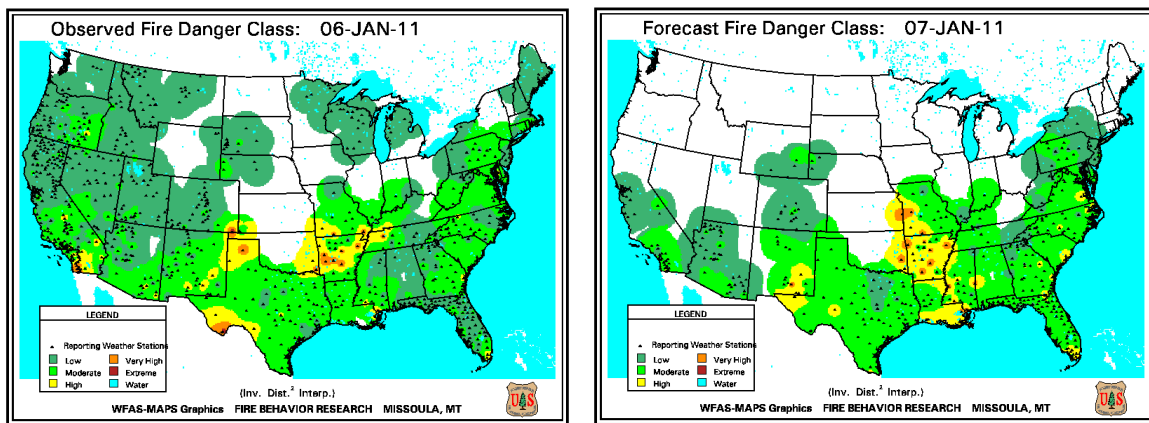 Observed Fire Danger Class: 06-JAN-11
LEGEND
Reporting Weather Stations
Low Very High
Moderate Extreme
High Water
(Inv. Dist.² Interp.)
WFAS-MAPS Graphics FIRE BEHAVIOR RESEARCH MISSOULA, MT
U S
Forecast Fire Danger Class: 07-JAN-11
LEGEND
Reporting Weather Stations
Low Very High
Moderate Extreme
High Water
(Inv. Dist.² Interp.)
WFAS-MAPS Graphics FIRE BEHAVIOR RESEARCH MISSOULA, MT
U S